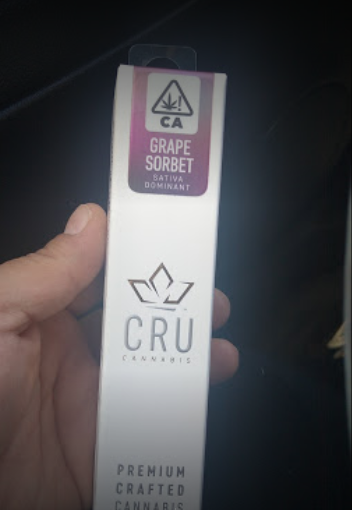 CA
GRAPE
SORBET
SATIVA
DOMINANT
CRU
CANNABIS
PREMIUM
CRAFTED
CANNABIS